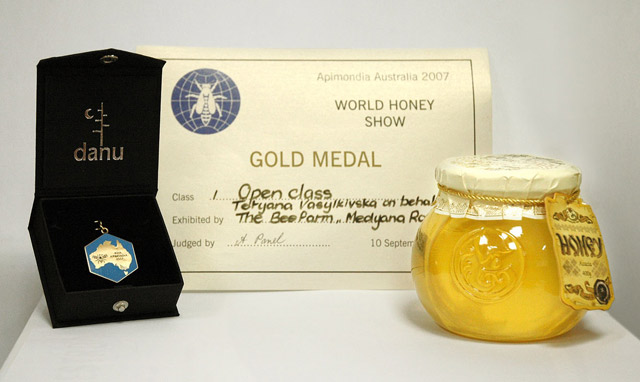 danu
Apimondia Australia 2007
WORLD HONEY
SHOW
GOLD MEDAL
Class 1 Open class
Tetyana Vasylkivska on behal
Exhibited by The Bee Farm, Medyana Ro
Judged by A Panel 10 Septem
HONEY